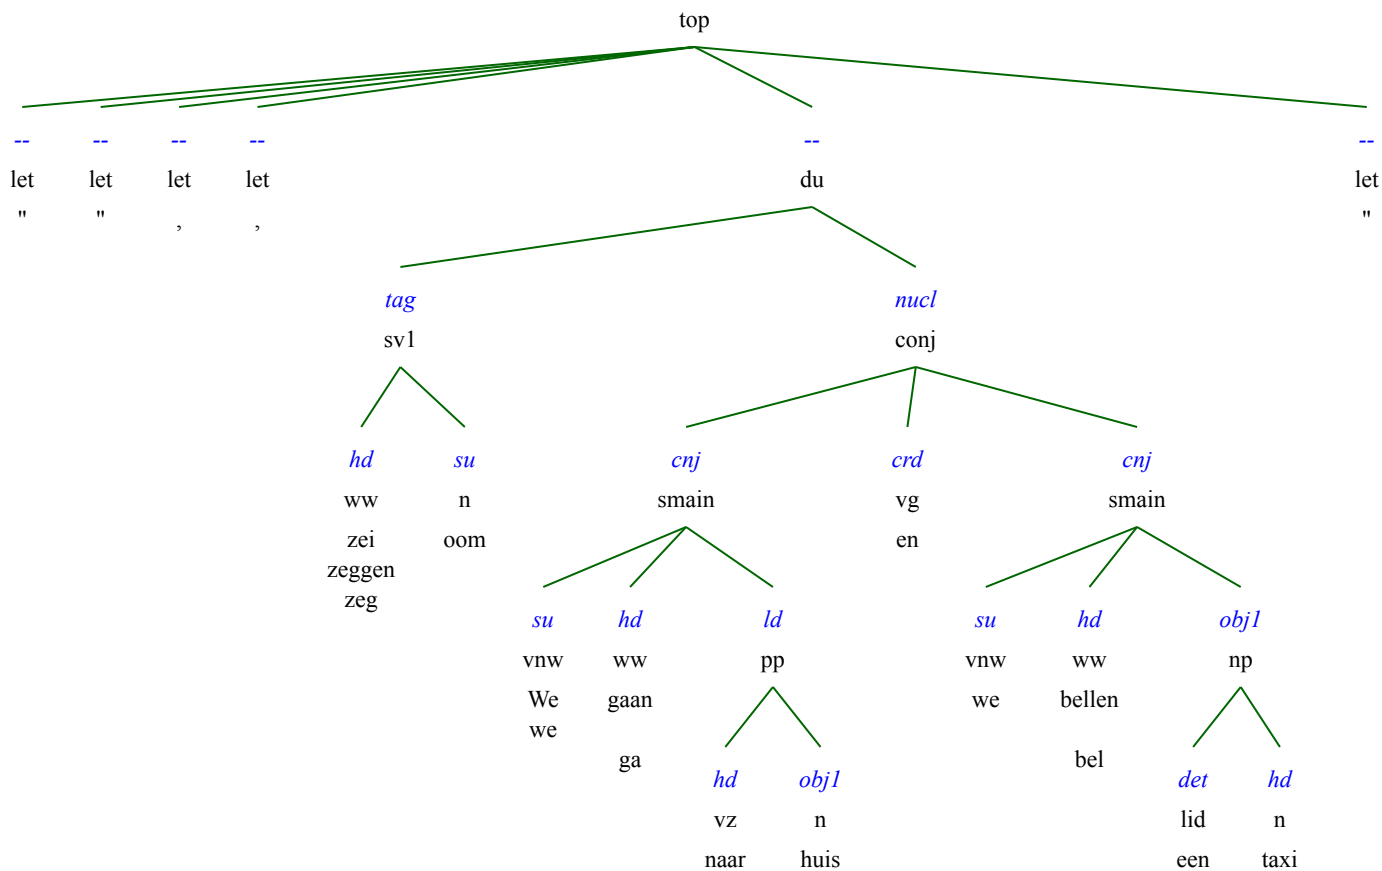 top
-- -- -- -- -- --
let let let let du let
" " , , "
tag nucl
sv1 conj
hd su cnj crd cnj
ww n smain vg smain
zei oom en
zeggen
zeg
su hd ld su hd obj1
vnw ww pp vnw ww np
We gaan we bellen
we
ga bel
hd obj1 det hd
vz n lid n
naar huis een taxi